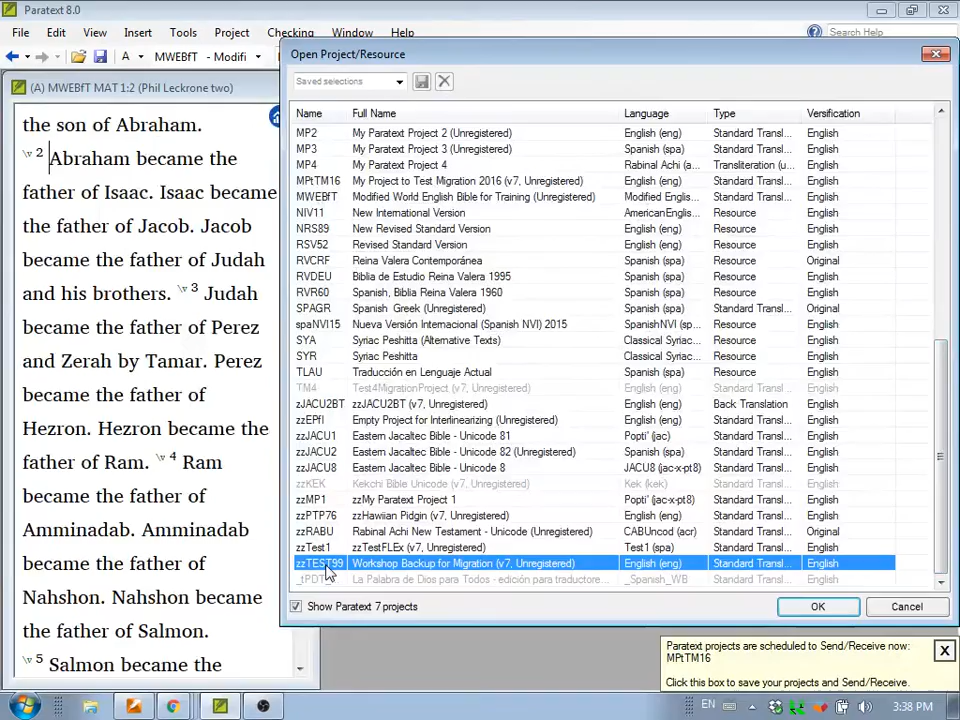 Paratext 8.0
File Edit View Insert Tools Project Checking Window Help
Search Help
A MWEBfT - Modifi
(A) MWEBfT MAT 1:2 (Phil Leckrone two)
the son of Abraham.
\v 2 Abraham became the
father of Isaac. Isaac became
the father of Jacob. Jacob
became the father of Judah
and his brothers. \v 3 Judah
became the father of Perez
and Zerah by Tamar. Perez
became the father of
Hezron. Hezron became the
father of Ram. \v 4 Ram
became the father of
Amminadab. Amminadab
became the father of
Nahshon. Nahshon became
the father of Salmon.
\v 5 Salmon became the
Open Project/Resource
Saved selections
Name Full Name Language Type Versification
MP2 My Paratext Project 2 (Unregistered) English (eng) Standard Transl... English
MP3 My Paratext Project 3 (Unregistered) Spanish (spa) Standard Transl... English
MP4 My Paratext Project 4 Rabinal Achi (a... Transliteration (u... English
MPtTM16 My Project to Test Migration 2016 (v7, Unregistered) English (eng) Standard Transl... English
MWEBfT Modified World English Bible for Training (Unregistered) Modified Englis... Standard Transl... English
NIV11 New International Version AmericanEnglis... Resource English
NRS89 New Revised Standard Version English (eng) Resource English
RSV52 Revised Standard Version English (eng) Resource English
RVCRF Reina Valera Contemporánea Spanish (spa) Resource Original
RVDEU Biblia de Estudio Reina Valera 1995 Spanish (spa) Resource English
RVR60 Spanish, Biblia Reina Valera 1960 Spanish (spa) Resource English
SPAGR Spanish Greek (Unregistered) Spanish (spa) Standard Transl... Original
spaNVI15 Nueva Versión Internacional (Spanish NVI) 2015 SpanishNVI (sp... Resource English
SYA Syriac Peshitta (Alternative Texts) Classical Syriac... Resource English
SYR Syriac Peshitta Classical Syriac... Resource English
TLAU Traducción en Lenguaje Actual Spanish (spa) Resource English
TM4 Test4MigrationProject (v7, Unregistered) English (eng) Standard Transl... English
zJACU2BT zzJACU2BT (v7, Unregistered) English (eng) Back Translation English
zzEPfI Empty Project for Interlinearizing (Unregistered) English (eng) Standard Transl... English
zzJACU1 Eastern Jacaltec Bible - Unicode 81 Popti' (jac) Standard Transl... English
zzJACU2 Eastern Jacaltec Bible - Unicode 82 (Unregistered) English (eng) Standard Transl... English
zzJACU8 Eastern Jacaltec Bible - Unicode 8 JACU8 (jac-x-pt8) Standard Transl... English
zzKEK Kekchi Bible Unicode (v7, Unregistered) Kek (kek) Standard Transl... English
zzMP1 zzMy Paratext Project 1 Popti' (jac) Standard Transl... English
zzPTP76 zzHawiian Pidgin (v7, Unregistered) English (eng) Standard Transl... English
zzRABU Rabinal Achi New Testament - Unicode (Unregistered) CABUncod (acr) Standard Transl... Original
zzTest1 zzTestFLEx (v7, Unregistered) Test1 (spa) Standard Transl... English
zzTEST99 Workshop Backup for Migration (v7, Unregistered) English (eng) Standard Transl... English
_tPDT_ La Palabra de Dios para Todos - edición para traductore... _Spanish_WB Standard Transl... English
Show Paratext 7 projects
OK Cancel
Paratext projects are scheduled to Send/Receive now:
MPtTM16
Click this box to save your projects and Send/Receive.
EN 3:38 PM